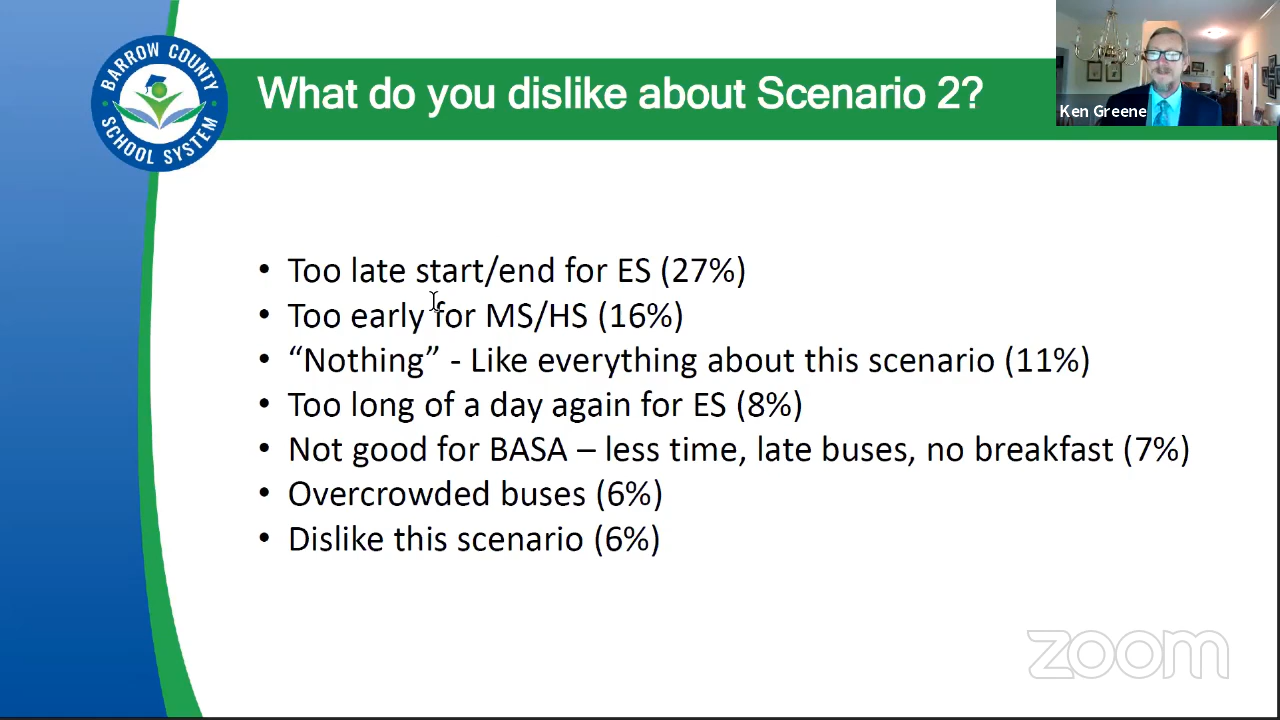 BARROW COUNTY
SCHOOL SYSTEM
What do you dislike about Scenario 2?
Ken Greene
• Too late start/end for ES (27%)
• Too early for MS/HS (16%)
• “Nothing” - Like everything about this scenario (11%)
• Too long of a day again for ES (8%)
• Not good for BASA – less time, late buses, no breakfast (7%)
• Overcrowded buses (6%)
• Dislike this scenario (6%)
zoom